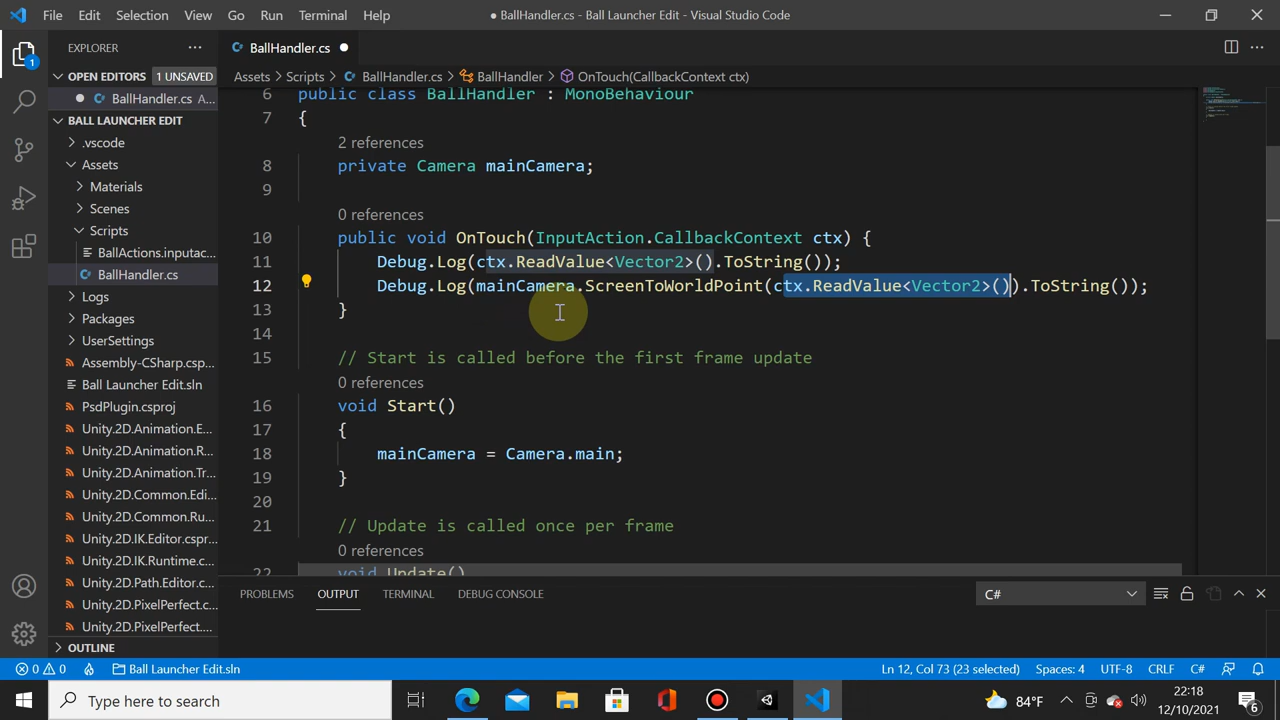 File Edit Selection View Go Run Terminal Help
● BallHandler.cs - Ball Launcher Edit - Visual Studio Code
EXPLORER
OPEN EDITORS 1 UNSAVED
BallHandler.cs A...
BALL LAUNCHER EDIT
.vscode
Assets
Materials
Scenes
Scripts
BallActions.inputac...
BallHandler.cs
Logs
Packages
UserSettings
Assembly-CSharp.csp...
Ball Launcher Edit.sln
PsdPlugin.csproj
Unity.2D.Animation.E...
Unity.2D.Animation.R...
Unity.2D.Animation.Tr...
Unity.2D.Common.Edi...
Unity.2D.Common.Ru...
Unity.2D.IK.Editor.cspr...
Unity.2D.IK.Runtime.c...
Unity.2D.Path.Editor.c...
Unity.2D.PixelPerfect.c...
Unity.2D.PixelPerfect....
OUTLINE
1
BallHandler.cs
Assets > Scripts > BallHandler.cs > BallHandler > OnTouch(CallbackContext ctx)
6 public class BallHandler : MonoBehaviour
7 {
2 references
8 private Camera mainCamera;
9
0 references
10 public void OnTouch(InputAction.CallbackContext ctx) {
11 Debug.Log(ctx.ReadValue<Vector2>().ToString());
12 Debug.Log(mainCamera.ScreenToWorldPoint(ctx.ReadValue<Vector2>()).ToString());
13 }
14
15 // Start is called before the first frame update
0 references
16 void Start()
17 {
18 mainCamera = Camera.main;
19 }
20
21 // Update is called once per frame
0 references
22 void Update()
PROBLEMS OUTPUT TERMINAL DEBUG CONSOLE
C#
0 0 Ball Launcher Edit.sln
Ln 12, Col 73 (23 selected) Spaces: 4 UTF-8 CRLF C#
Type here to search
84°F
22:18
12/10/2021
6